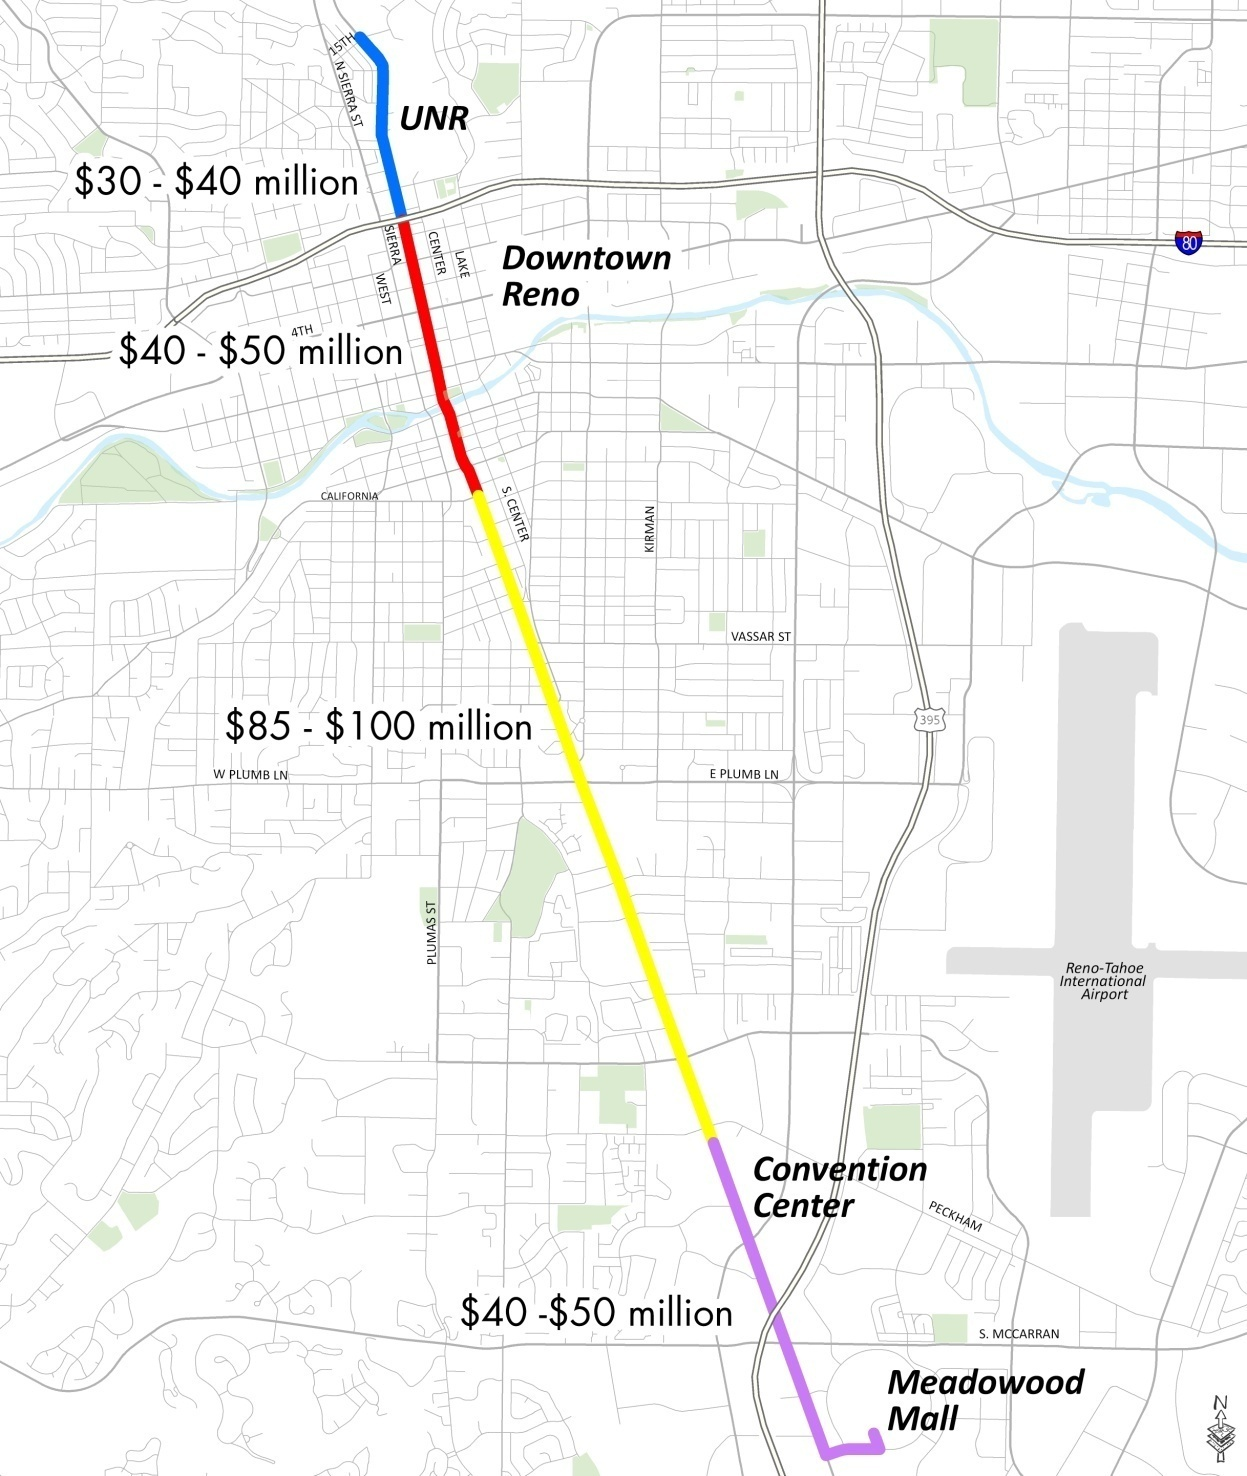 15TH
N SIERRA ST
UNR
$30 - $40 million
SIERRA
CENTER
LAKE
WEST
80
Downtown
Reno
4TH
$40 - $50 million
CALIFORNIA
S. CENTER
KIRMAN
VASSAR ST
395
$85 - $100 million
W PLUMB LN
E PLUMB LN
PLUMAS ST
Reno-Tahoe
International
Airport
Convention
Center
PECKHAM
$40 -$50 million
S. MCCARRAN
Meadowood
Mall
N